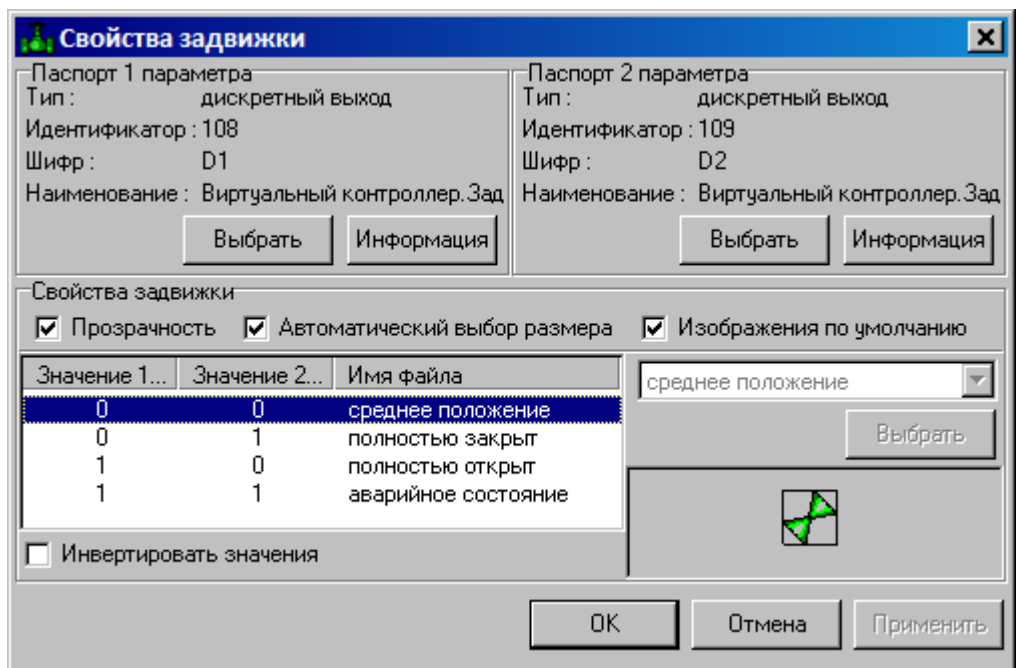 Свойства задвижки
Паспорт 1 параметра
Тип : дискретный выход
Идентификатор : 108
Шифр : D1
Наименование : Виртуальный контроллер.Зад
Выбрать Информация
Паспорт 2 параметра
Тип : дискретный выход
Идентификатор : 109
Шифр : D2
Наименование : Виртуальный контроллер.Зад
Выбрать Информация
Свойства задвижки
Прозрачность Автоматический выбор размера Изображения по умолчанию
Значение 1... Значение 2... Имя файла
0 0 среднее положение
0 1 полностью закрыт
1 0 полностью открыт
1 1 аварийное состояние
среднее положение
Выбрать
Инвертировать значения
OK Отмена Применить